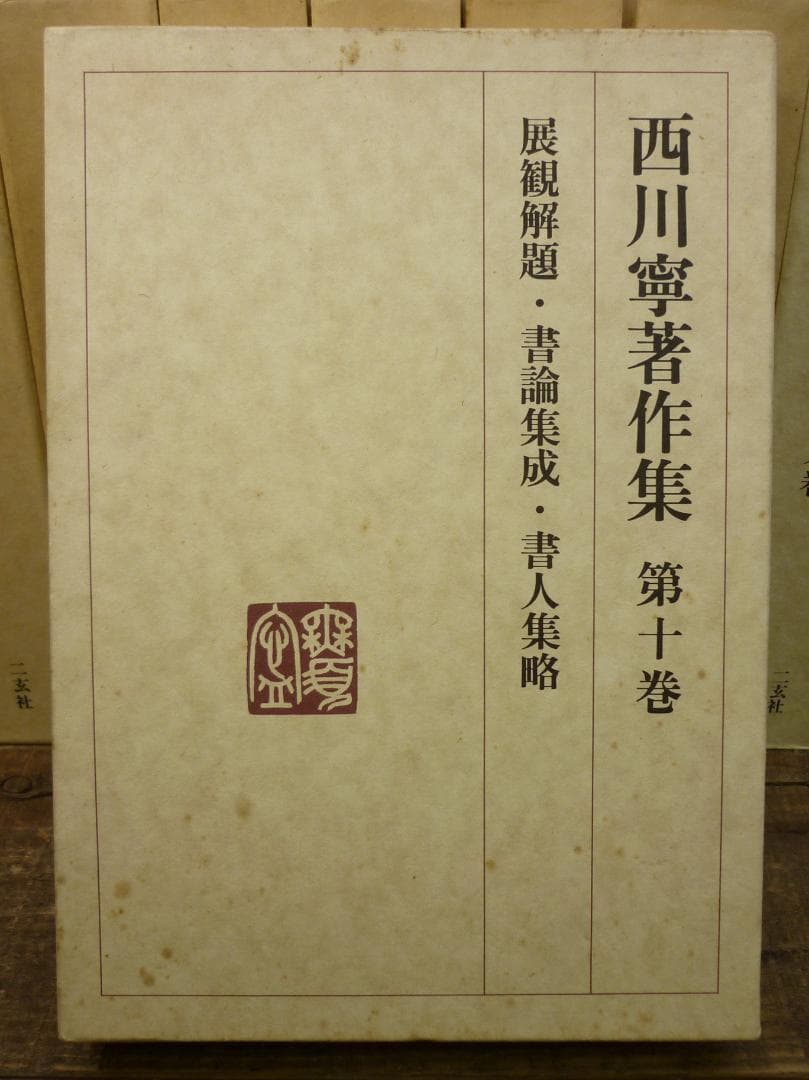 西川寧著作集 第十巻
展観解題・書論集成・書人集略
二玄社
二玄社